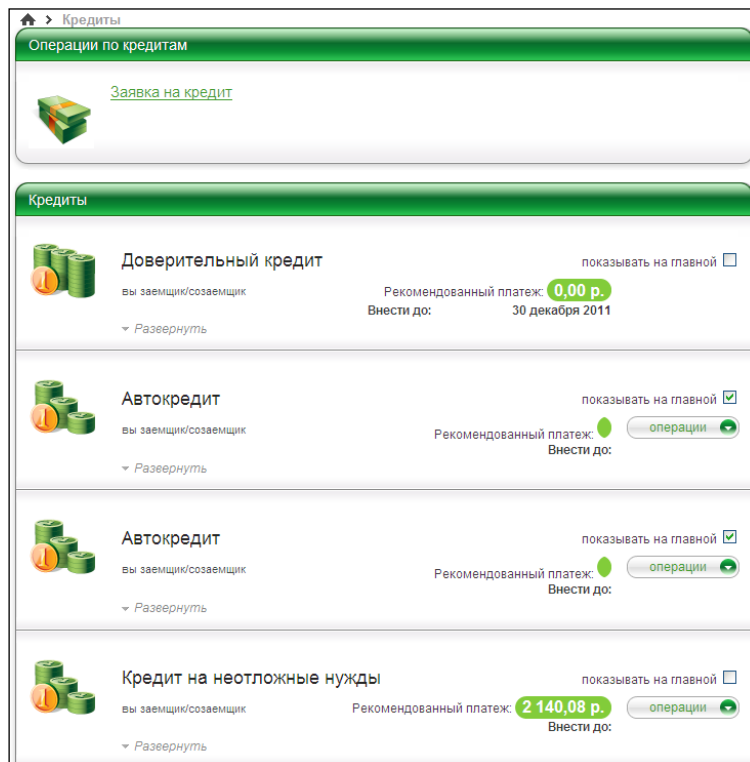 Кредиты
Операции по кредитам
Заявка на кредит
Кредиты
Доверительный кредит
показывать на главной
вы заемщик/созаемщик
Рекомендованный платеж: 0,00 р.
Внести до: 30 декабря 2011
Развернуть
Автокредит
показывать на главной
вы заемщик/созаемщик
Рекомендованный платеж:
операции
Внести до:
Развернуть
Автокредит
показывать на главной
вы заемщик/созаемщик
Рекомендованный платеж:
операции
Внести до:
Развернуть
Кредит на неотложные нужды
показывать на главной
вы заемщик/созаемщик
Рекомендованный платеж: 2 140,08 р.
операции
Внести до:
Развернуть